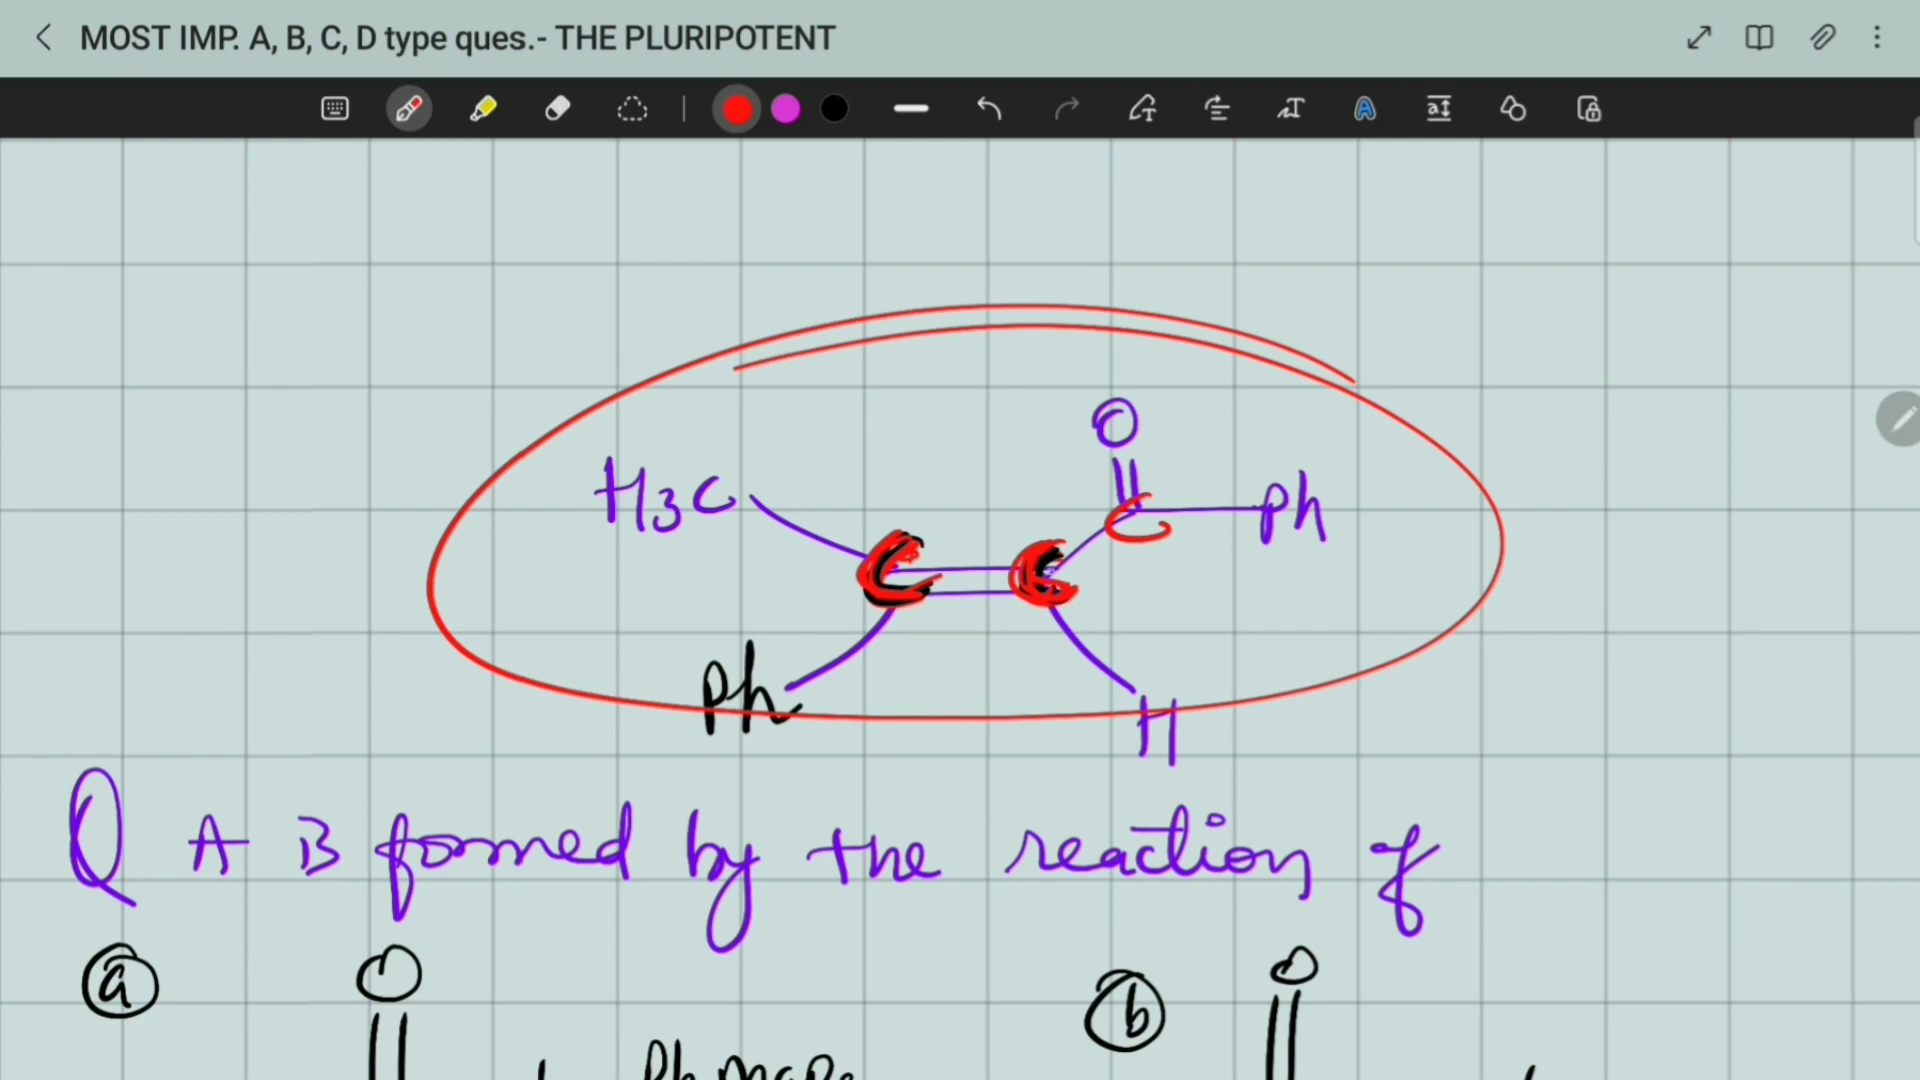 MOST IMP. A, B, C, D type ques.- THE PLURIPOTENT
O
H3C C C C Ph
Ph H
Q A B formed by the reaction of
a O b O